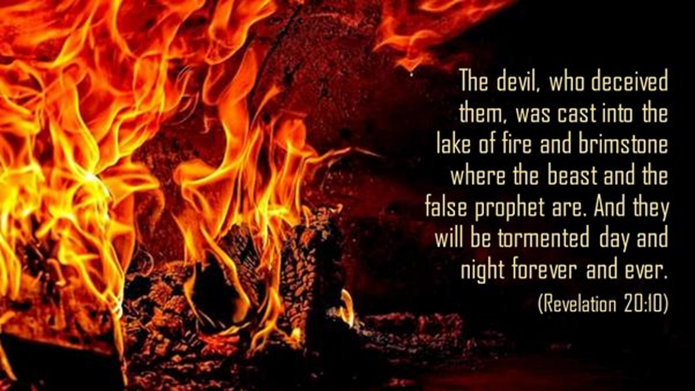 The devil, who deceived
them, was cast into the
lake of fire and brimstone
where the beast and the
false prophet are. And they
will be tormented day and
night forever and ever.
(Revelation 20:10)